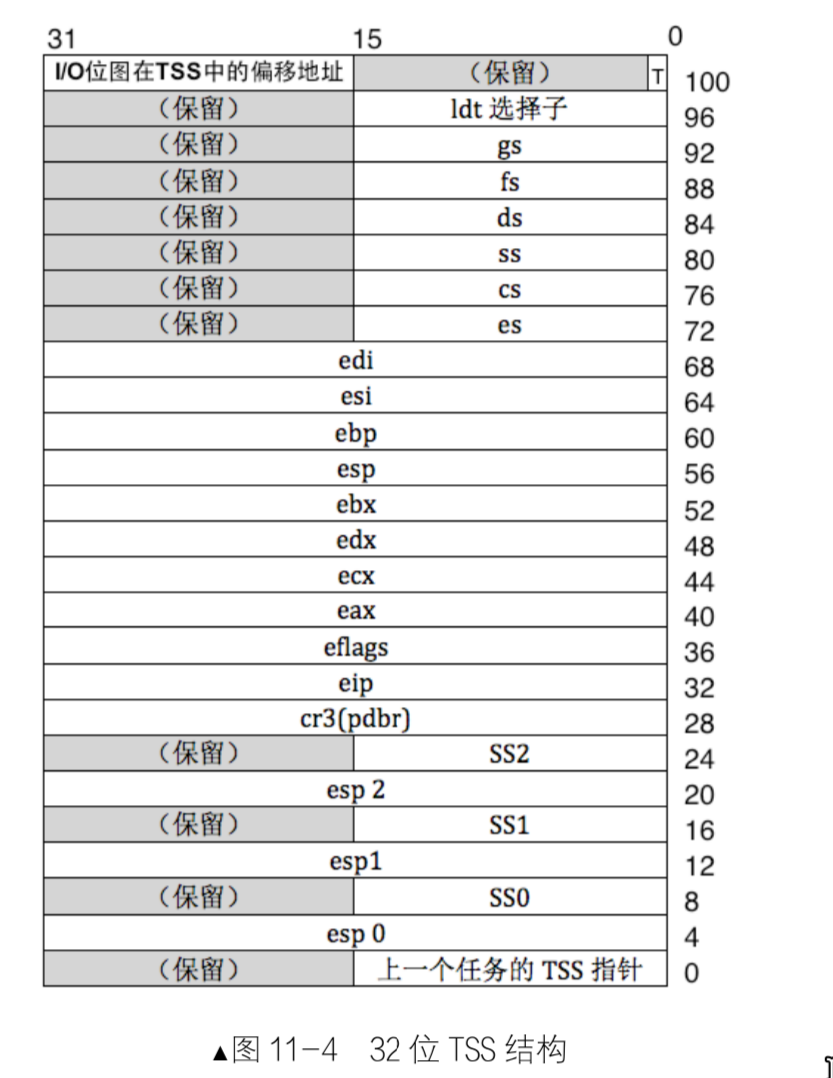 31 15 0
I/O位图在TSS中的偏移地址 （保留） T 100
（保留） ldt 选择子 96
（保留） gs 92
（保留） fs 88
（保留） ds 84
（保留） ss 80
（保留） cs 76
（保留） es 72
edi 68
esi 64
ebp 60
esp 56
ebx 52
edx 48
ecx 44
eax 40
eflags 36
eip 32
cr3(pdbr) 28
（保留） SS2 24
esp 2 20
（保留） SS1 16
esp1 12
（保留） SS0 8
esp 0 4
（保留） 上一个任务的 TSS 指针 0
▲图 11-4 32 位 TSS 结构